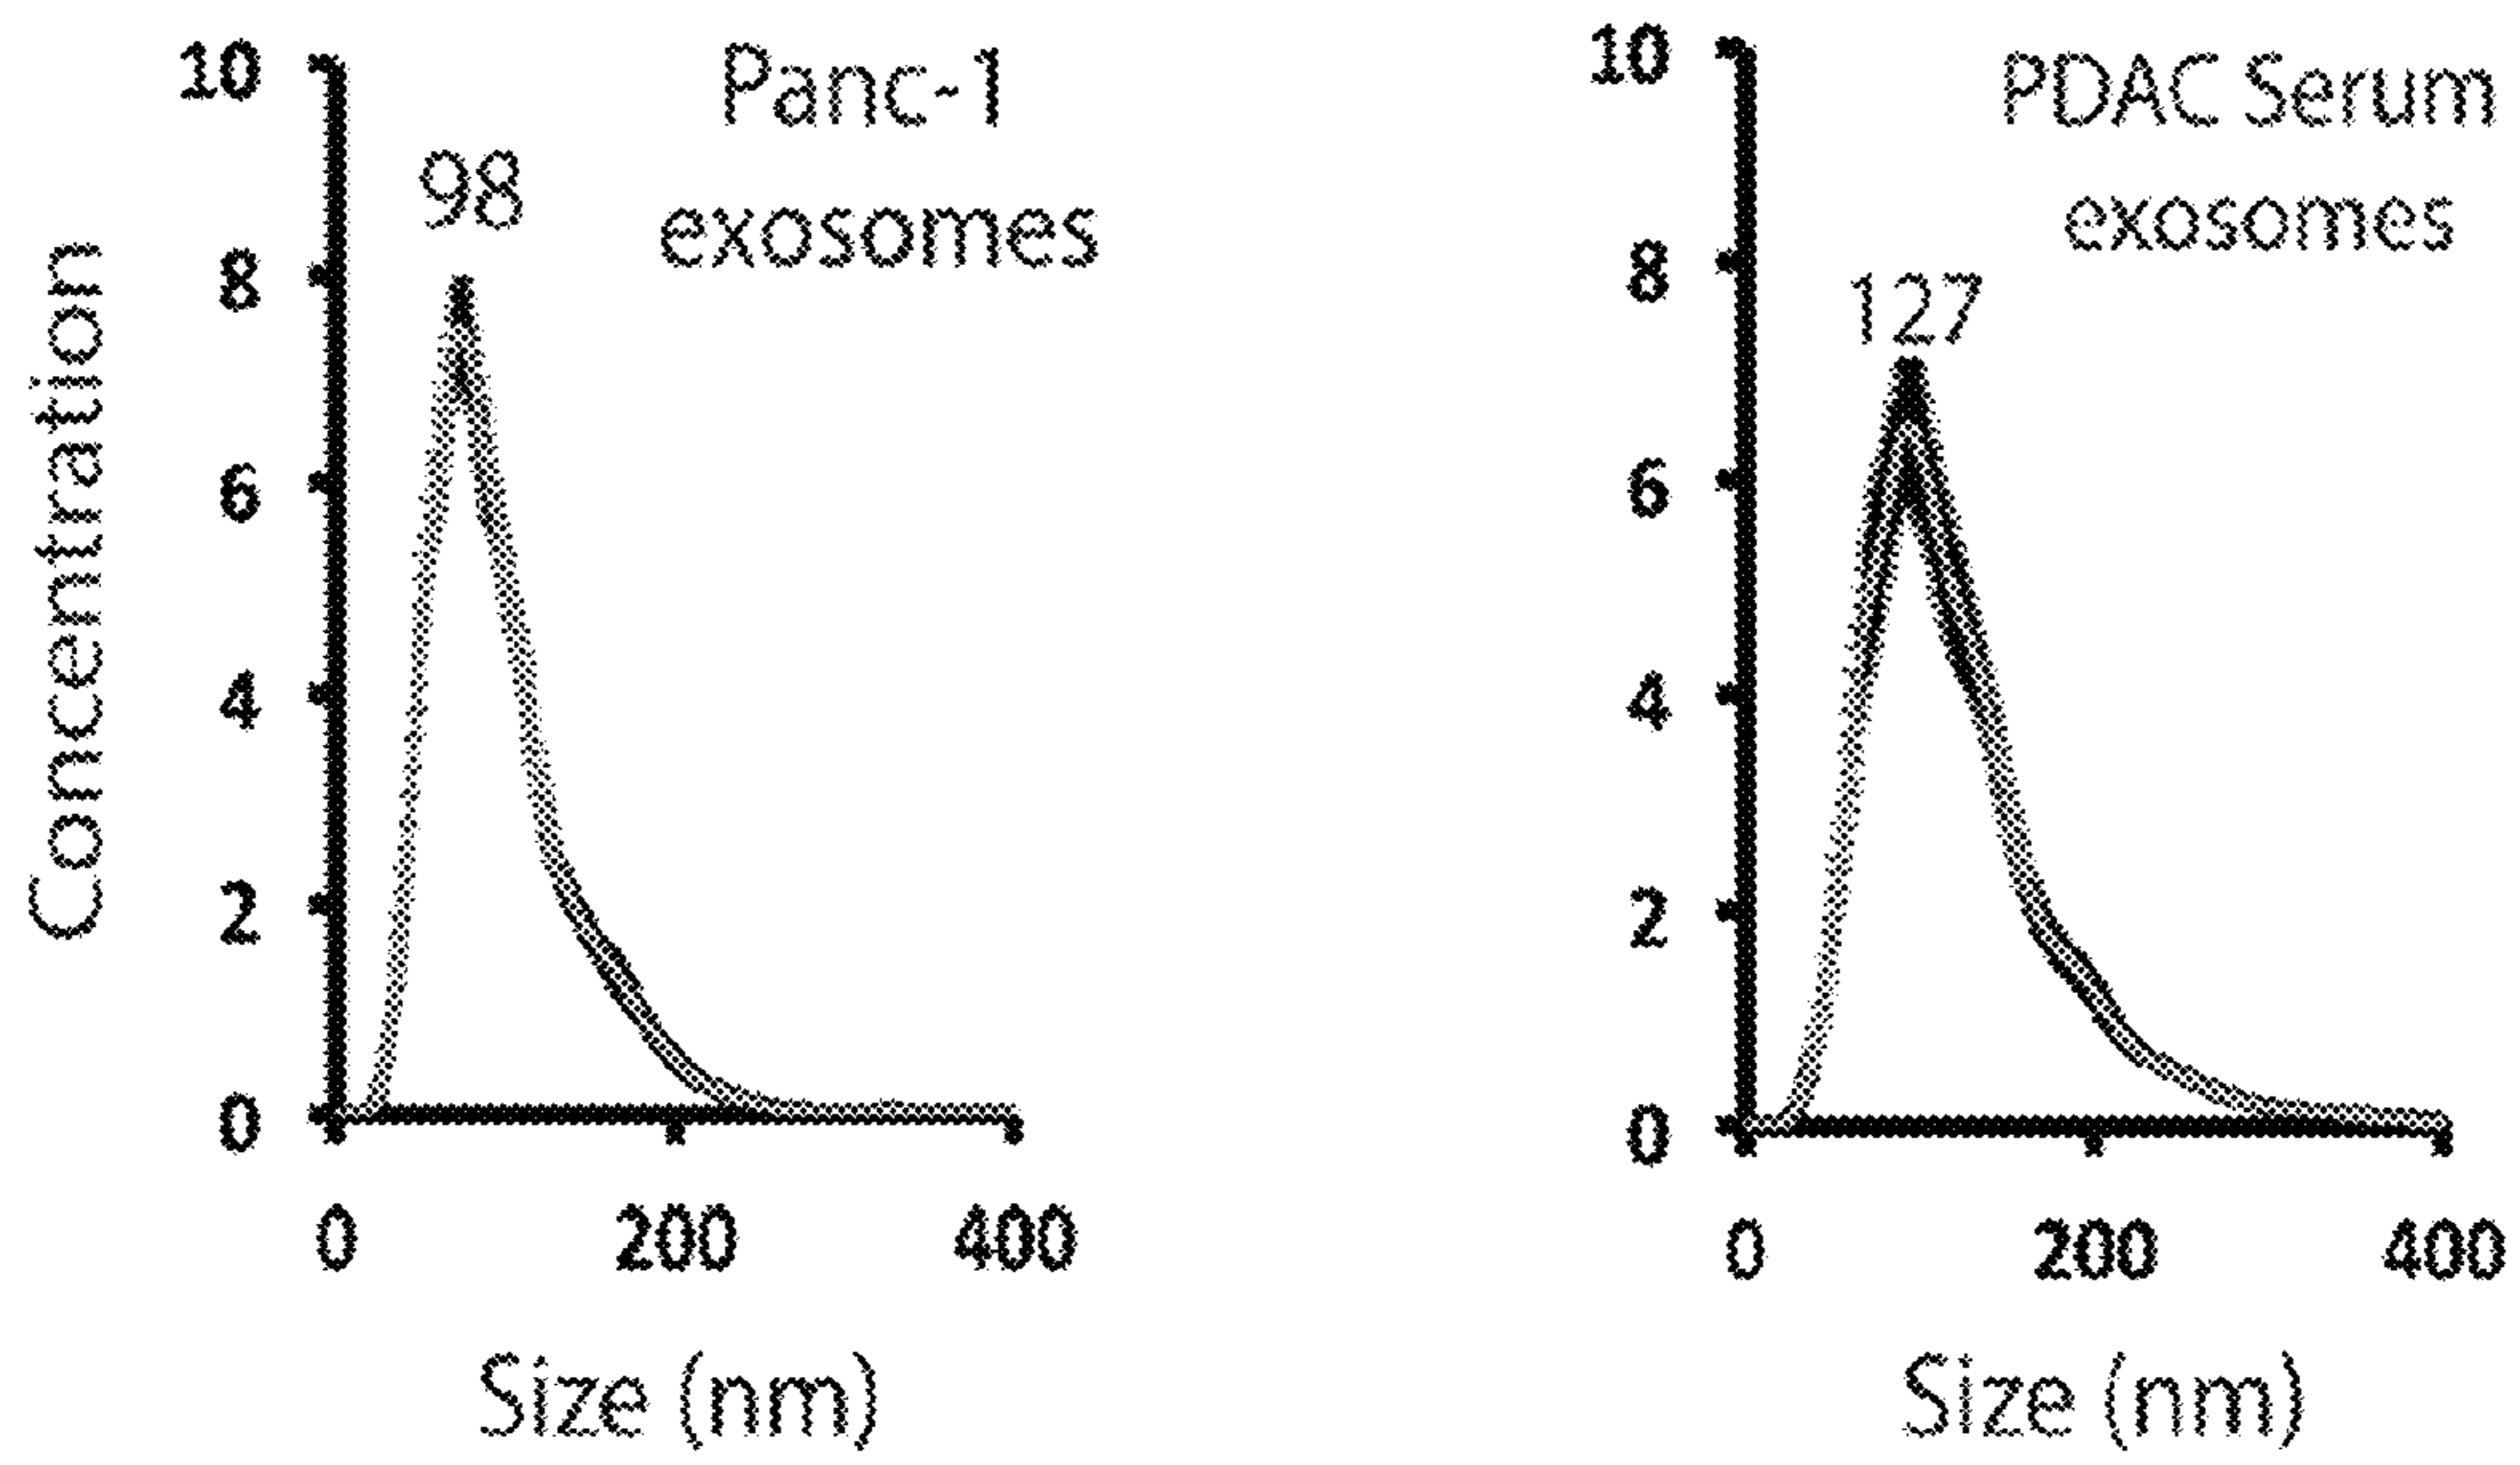 Concentration
10
8
6
4
2
0
98
Panc-1
exosomes
0 200 400
Size (nm)
10
8
6
4
2
0
127
PDAC Serum
exosomes
0 200 400
Size (nm)